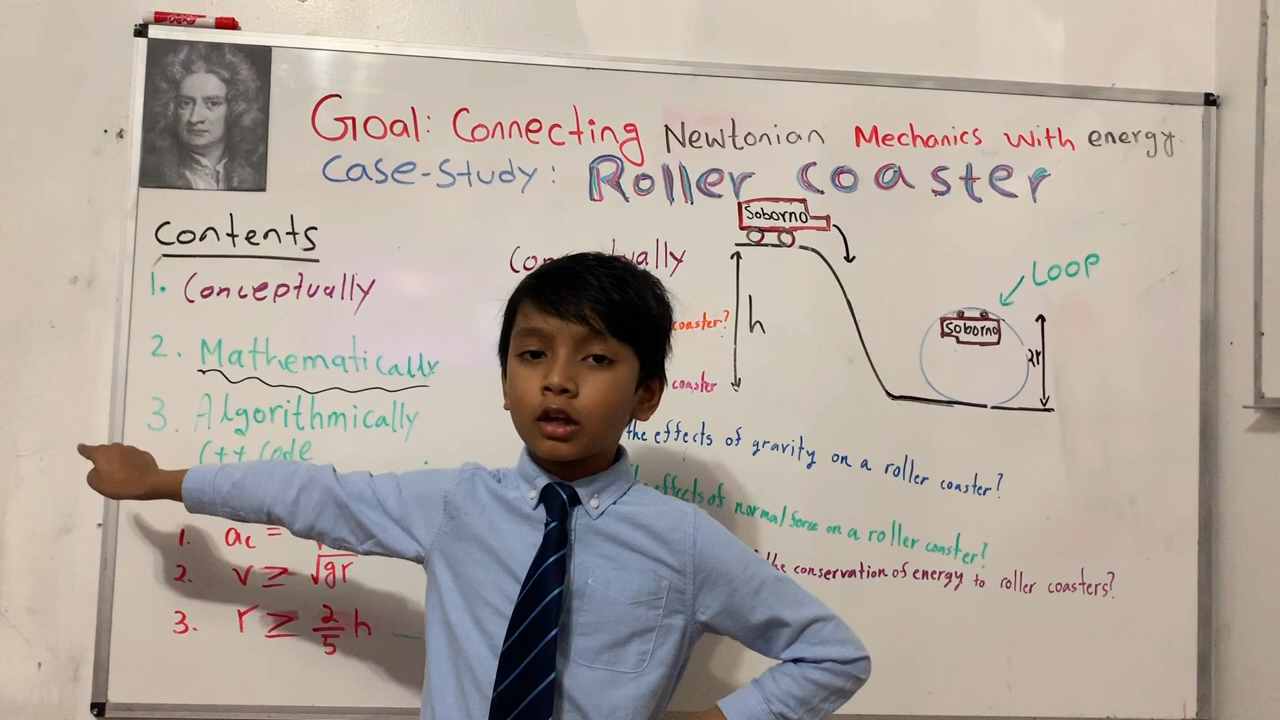 Goal: Connecting Newtonian Mechanics with energy.
Case-study: Roller coaster
Soborno
Contents
1. Conceptually
2. Mathematically
3. Algorithmically
C++ Code
1. ac =
2. v ≥ √gr
3. r ≥ 2/5 h
coaster?
coaster
the effects of gravity on a roller coaster?
effects of normal force on a roller coaster?
the conservation of energy to roller coasters?
h
LOOP
Soborno
2r